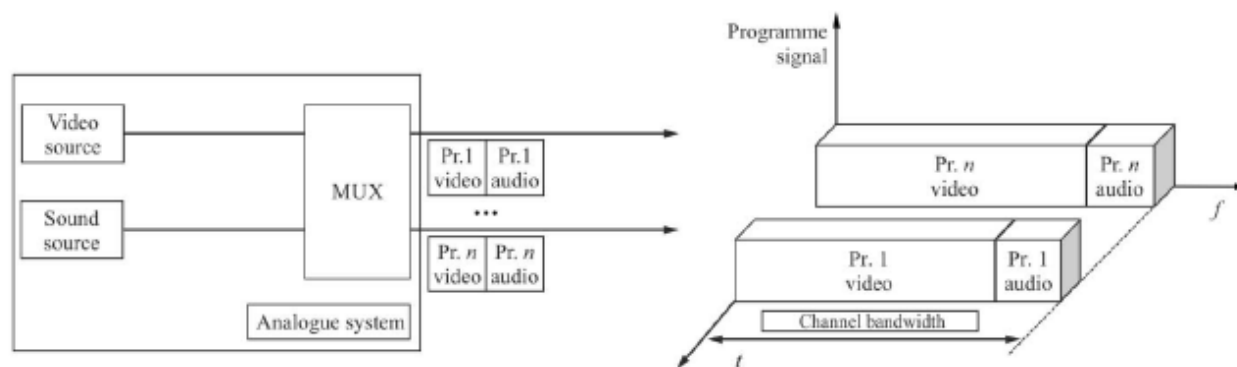 Video
source
Sound
source
MUX
Analogue system
Pr.1
video
Pr.1
audio
...
Pr. n
video
Pr. n
audio
Programme
signal
Pr. n
video
Pr. n
audio
f
Pr. 1
video
Pr. 1
audio
Channel bandwidth
t